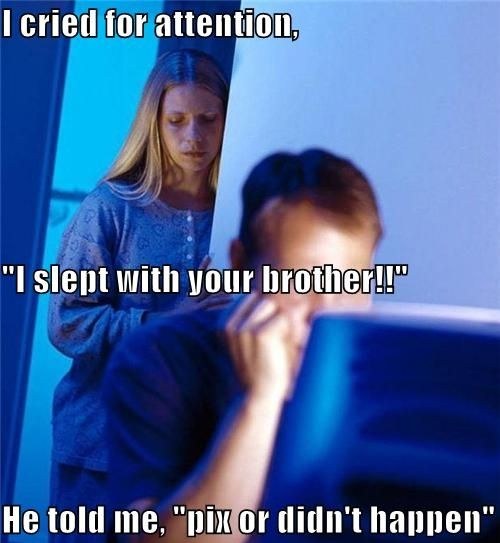 I cried for attention,
"I slept with your brother!!"
He told me, "pix or didn't happen"